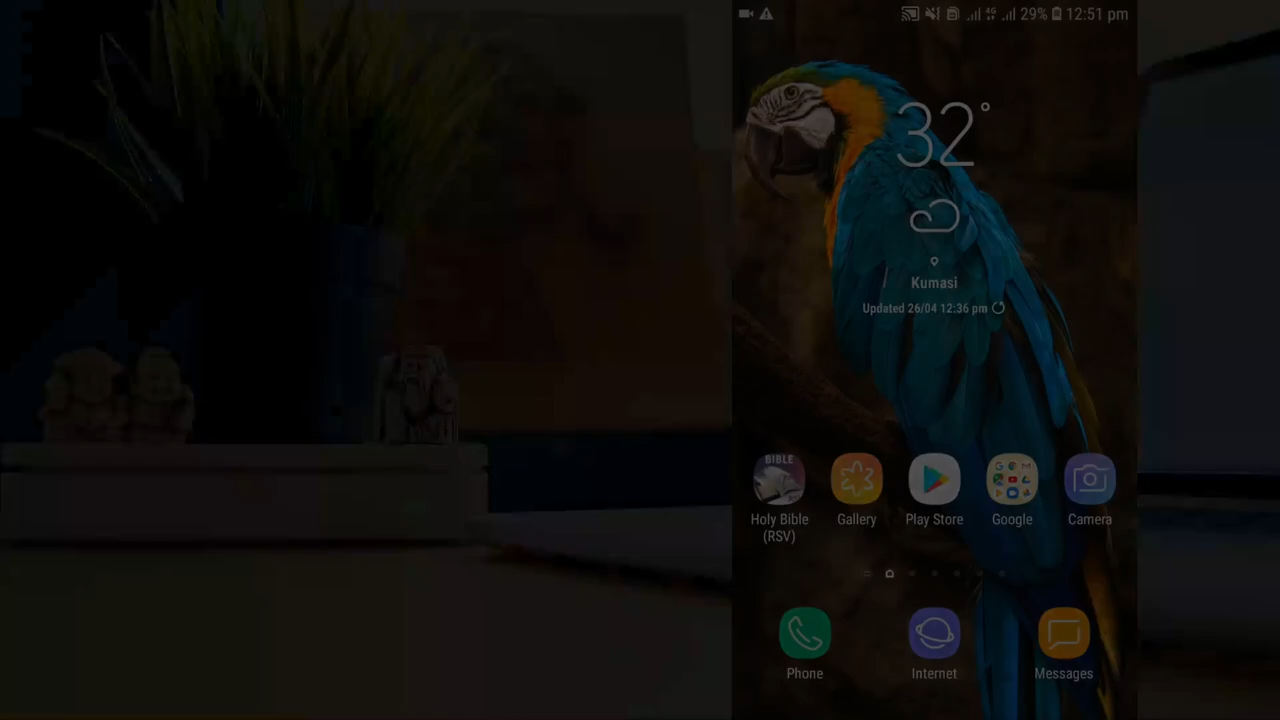 4G 29% 12:51 pm
32°
Kumasi
Updated 26/04 12:36 pm
BIBLE
Holy Bible
(RSV)
Gallery
Play Store
Google
Camera
Phone
Internet
Messages